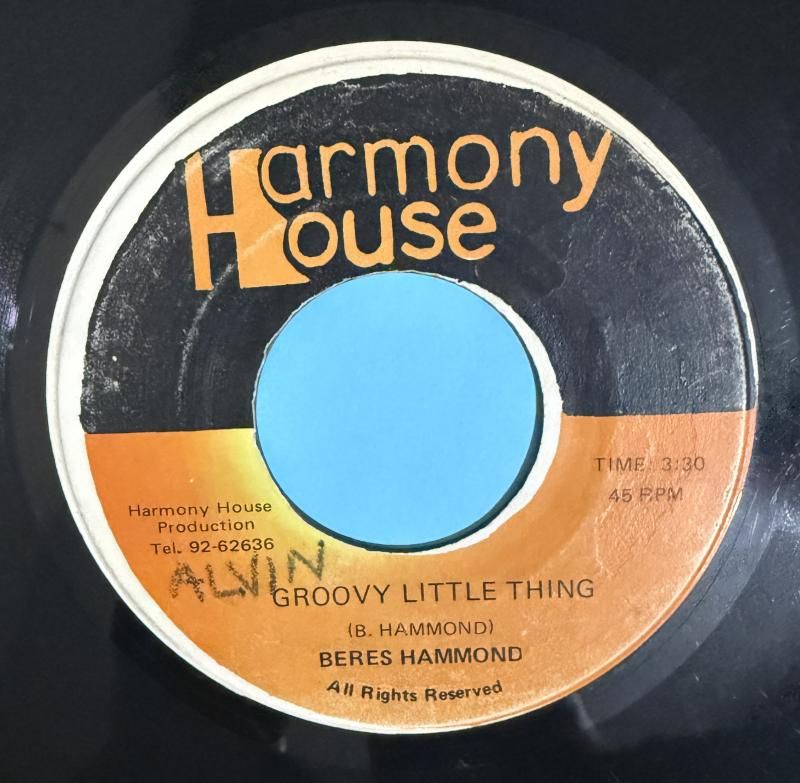 Harmony
House
TIME: 3:30
45 RPM
Harmony House
Production
Tel. 92-62636
ALVIN
GROOVY LITTLE THING
(B. HAMMOND)
BERES HAMMOND
All Rights Reserved